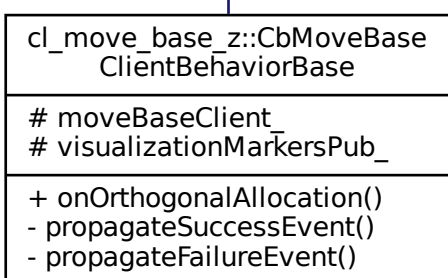 cl_move_base_z::CbMoveBase
ClientBehaviorBase
# moveBaseClient_
# visualizationMarkersPub_
+ onOrthogonalAllocation()
- propagateSuccessEvent()
- propagateFailureEvent()